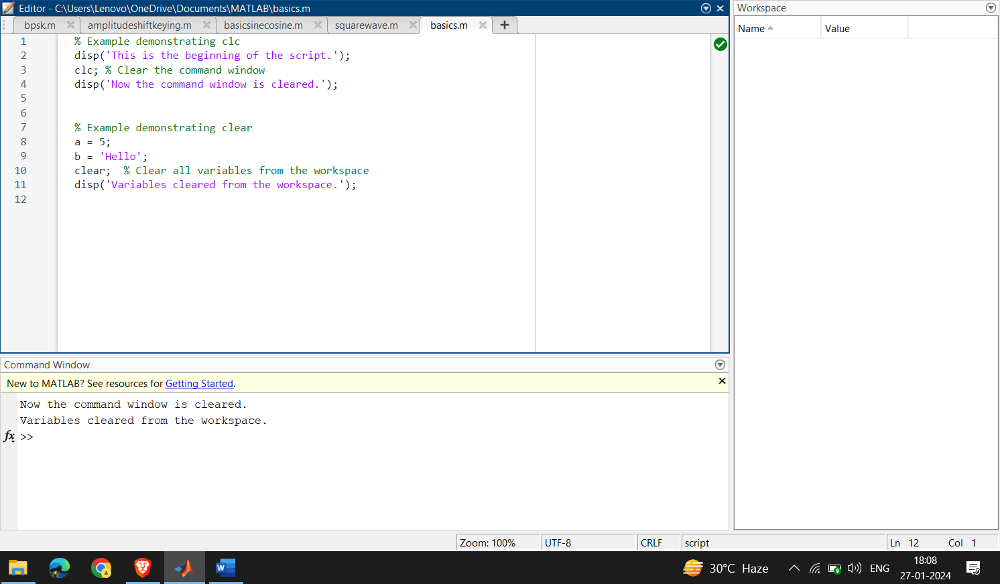 Editor - C:\Users\Lenovo\OneDrive\Documents\MATLAB\basics.m
bpsk.m amplitudeshiftkeying.m basicsinecosine.m squarewave.m basics.m +
1 % Example demonstrating clc
2 disp('This is the beginning of the script.');
3 clc; % Clear the command window
4 disp('Now the command window is cleared.');
5
6
7 % Example demonstrating clear
8 a = 5;
9 b = 'Hello';
10 clear;  % Clear all variables from the workspace
11 disp('Variables cleared from the workspace.');
12
Workspace
Name Value
Command Window
New to MATLAB? See resources for Getting Started.
Now the command window is cleared.
Variables cleared from the workspace.
fx >>
Zoom: 100% UTF-8 CRLF script Ln 12 Col 1
W 30°C Haze ENG 18:08
27-01-2024